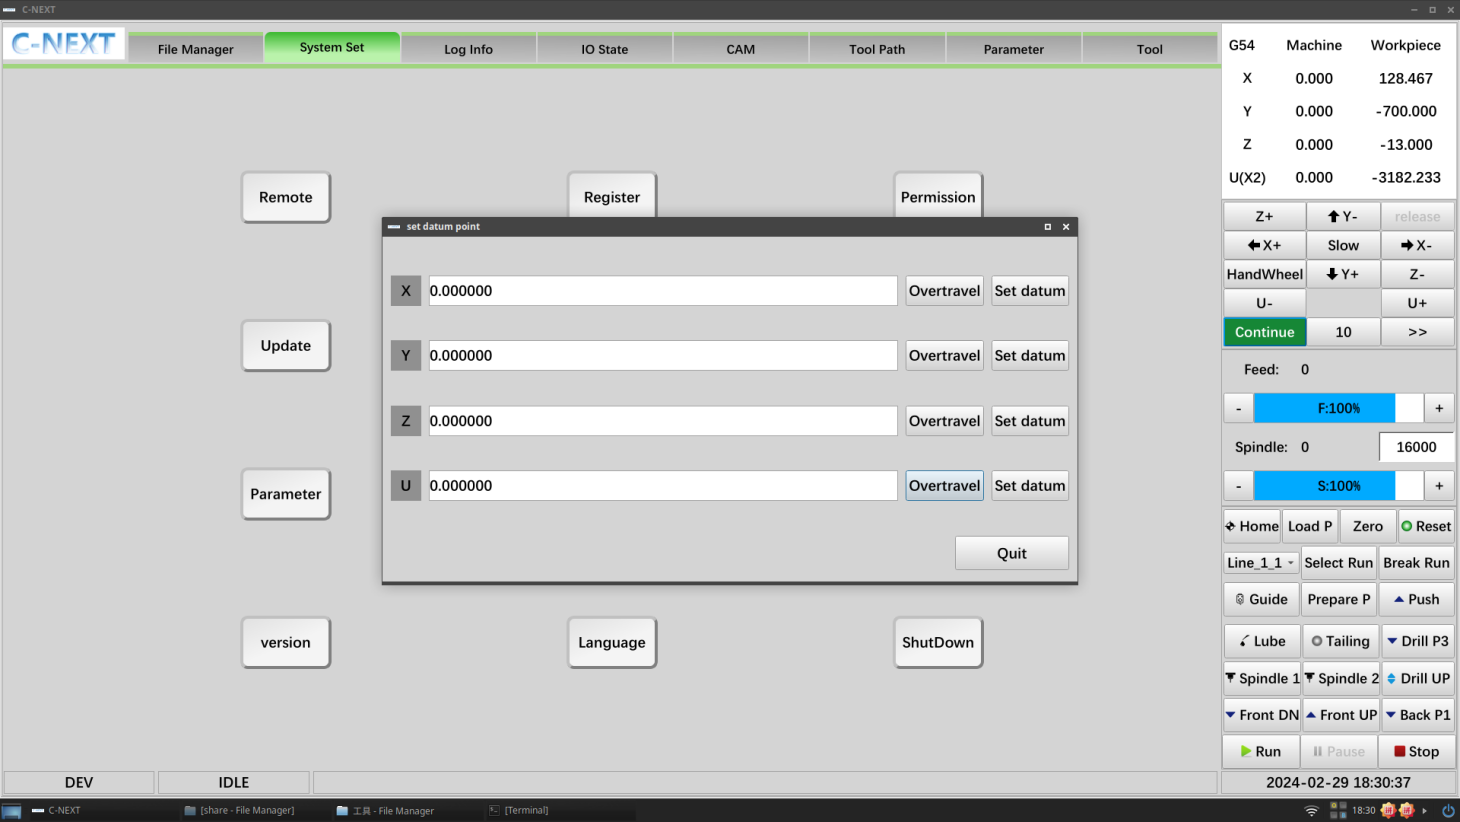 C-NEXT
C-NEXT
File Manager
System Set
Log Info
IO State
CAM
Tool Path
Parameter
Tool
G54 Machine Workpiece
X 0.000 128.467
Y 0.000 -700.000
Z 0.000 -13.000
U(X2) 0.000 -3182.233
Remote
Register
Permission
Update
Parameter
version
Language
ShutDown
set datum point
X 0.000000 Overtravel Set datum
Y 0.000000 Overtravel Set datum
Z 0.000000 Overtravel Set datum
U 0.000000 Overtravel Set datum
Quit
Z+ Y- release
X+ Slow X-
HandWheel Y+ Z-
U- U+
Continue 10 >>
Feed: 0
- F:100% +
Spindle: 0 16000
- S:100% +
Home Load P Zero Reset
Line_1_1 Select Run Break Run
Guide Prepare P Push
Lube Tailing Drill P3
Spindle 1 Spindle 2 Drill UP
Front DN Front UP Back P1
Run Pause Stop
DEV IDLE
2024-02-29 18:30:37
C-NEXT
[share - File Manager]
工具 - File Manager
[Terminal]
18:30